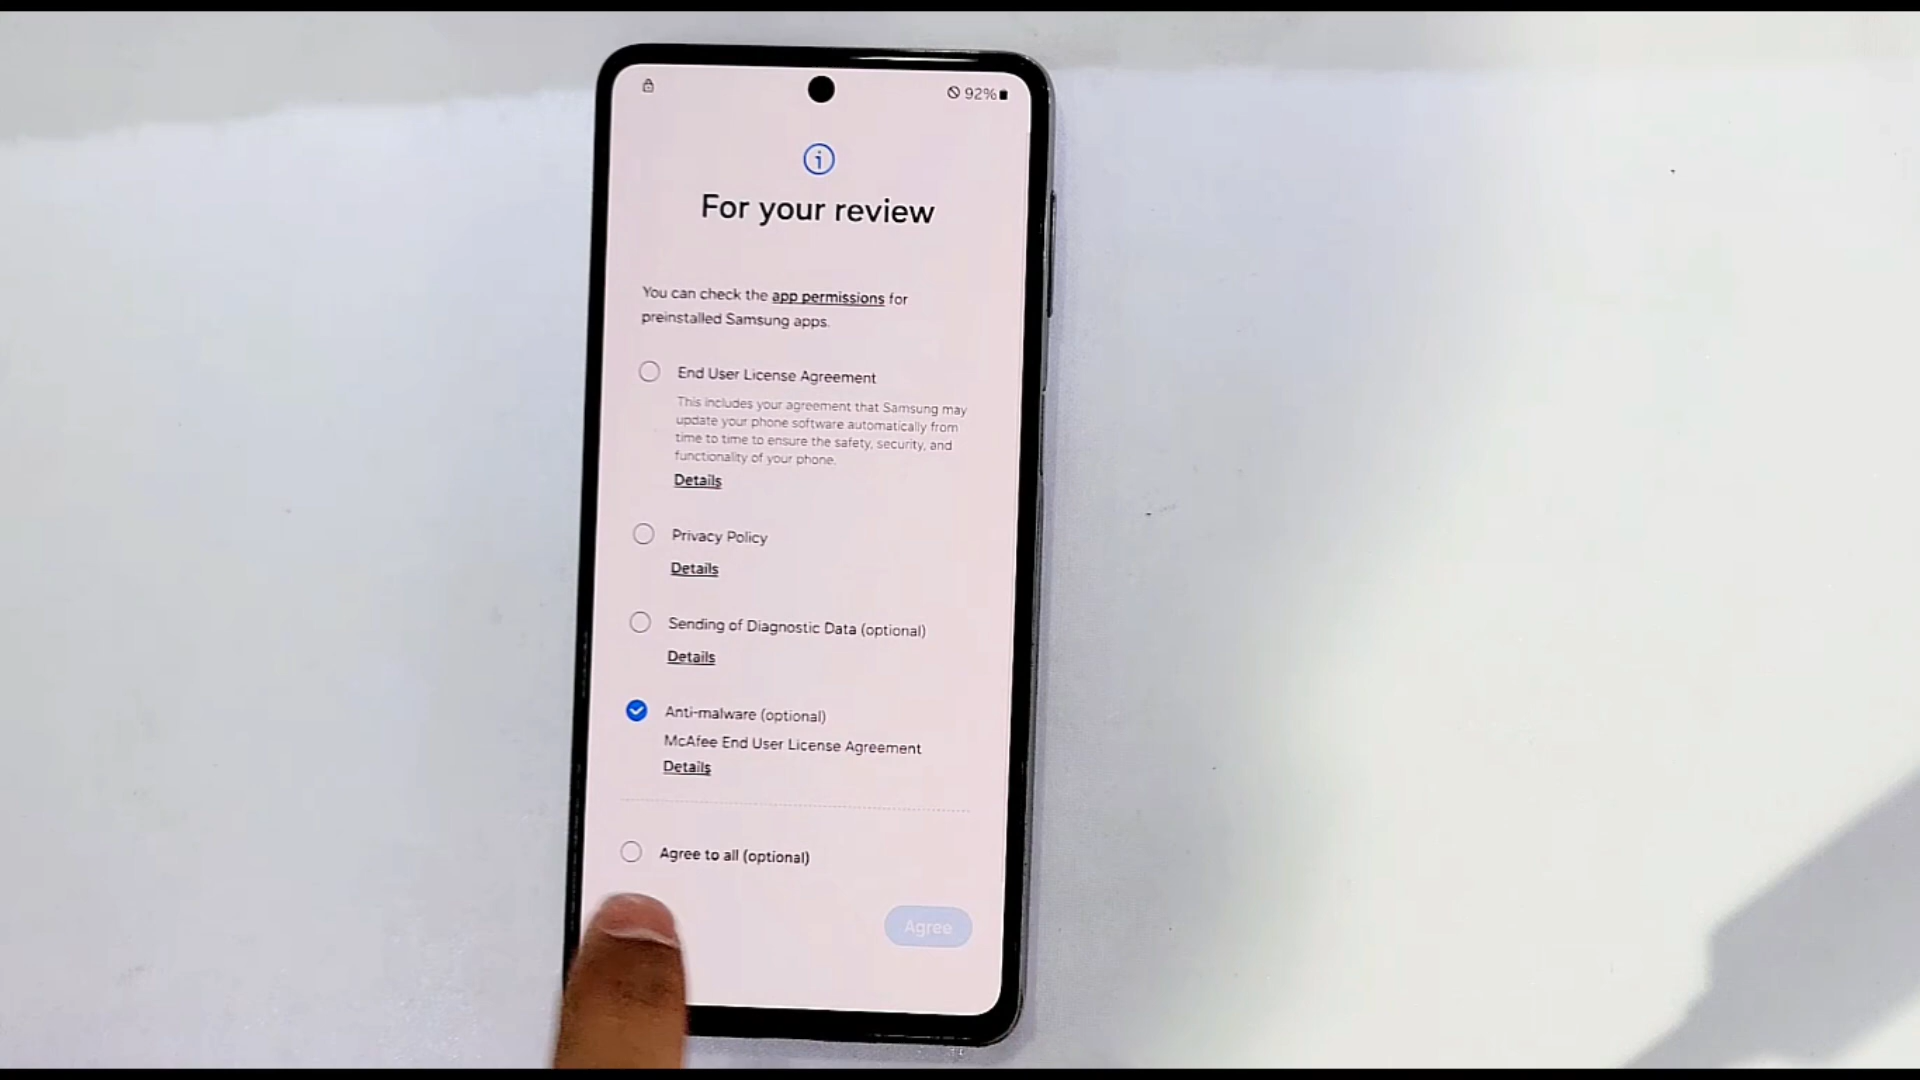 92%
For your review
You can check the app permissions for
preinstalled Samsung apps.
End User License Agreement
This includes your agreement that Samsung may
update your phone software automatically from
time to time to ensure the safety, security, and
functionality of your phone.
Details
Privacy Policy
Details
Sending of Diagnostic Data (optional)
Details
Anti-malware (optional)
McAfee End User License Agreement
Details
Agree to all (optional)
Agree